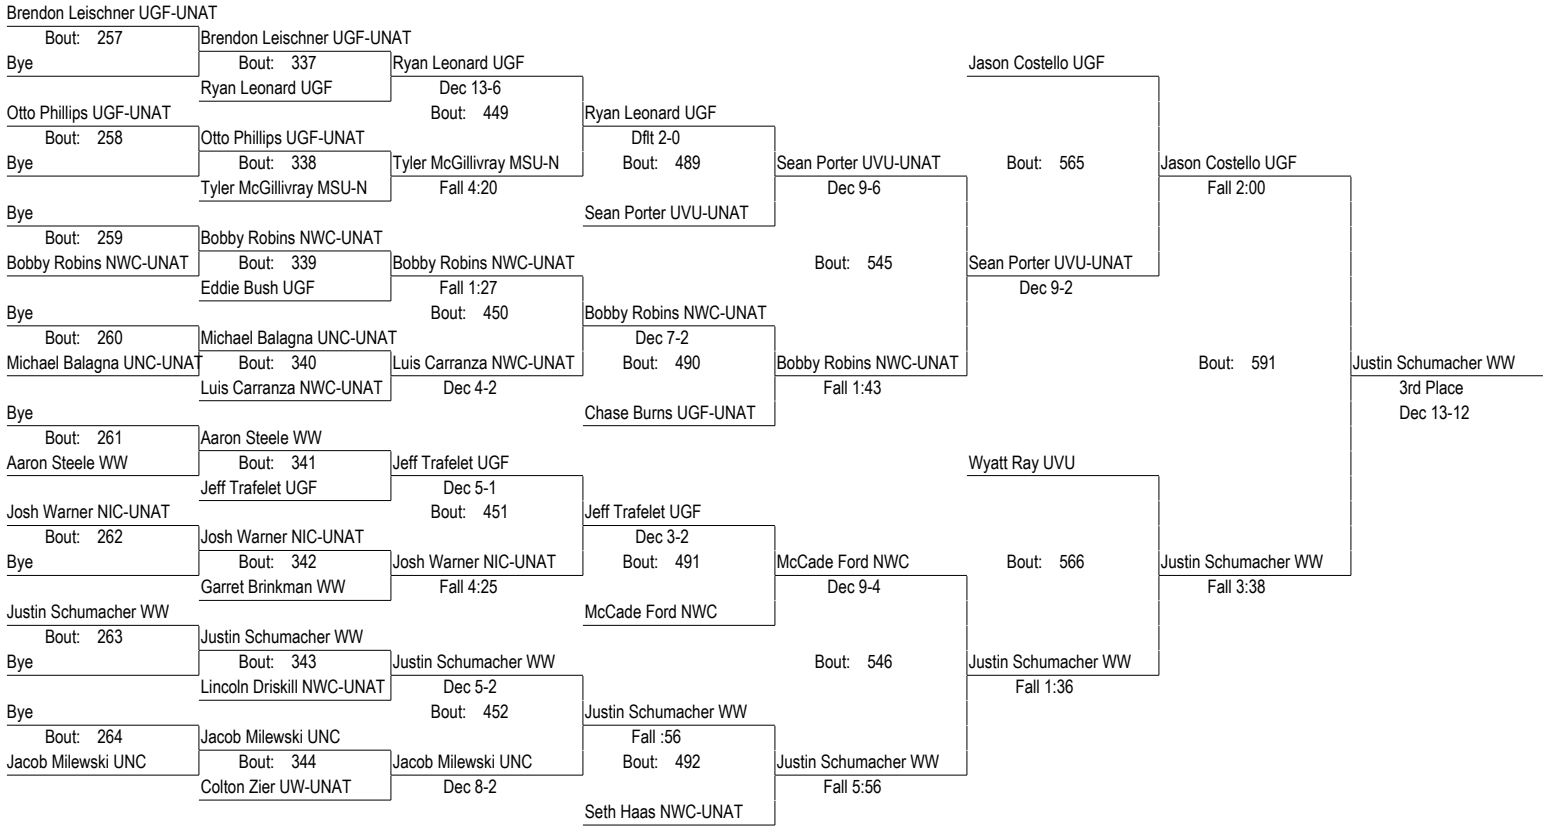 Brendon Leischner UGF-UNAT
Bout: 257 Brendon Leischner UGF-UNAT
Bye Bout: 337 Ryan Leonard UGF Jason Costello UGF
Ryan Leonard UGF Dec 13-6
Otto Phillips UGF-UNAT Bout: 449 Ryan Leonard UGF
Bout: 258 Otto Phillips UGF-UNAT Dflt 2-0
Bye Bout: 338 Tyler McGillivray MSU-N Bout: 489 Sean Porter UVU-UNAT Bout: 565 Jason Costello UGF
Tyler McGillivray MSU-N Fall 4:20 Dec 9-6 Fall 2:00
Bye Sean Porter UVU-UNAT
Bout: 259 Bobby Robins NWC-UNAT
Bobby Robins NWC-UNAT Bout: 339 Bobby Robins NWC-UNAT Bout: 545 Sean Porter UVU-UNAT
Eddie Bush UGF Fall 1:27 Dec 9-2
Bye Bout: 450 Bobby Robins NWC-UNAT
Bout: 260 Michael Balagna UNC-UNAT Dec 7-2
Michael Balagna UNC-UNAT Bout: 340 Luis Carranza NWC-UNAT Bout: 490 Bobby Robins NWC-UNAT Bout: 591 Justin Schumacher WW
Luis Carranza NWC-UNAT Dec 4-2 Fall 1:43 3rd Place
Bye Chase Burns UGF-UNAT Dec 13-12
Bout: 261 Aaron Steele WW
Aaron Steele WW Bout: 341 Jeff Trafelet UGF Wyatt Ray UVU
Jeff Trafelet UGF Dec 5-1
Josh Warner NIC-UNAT Bout: 451 Jeff Trafelet UGF
Bout: 262 Josh Warner NIC-UNAT Dec 3-2
Bye Bout: 342 Josh Warner NIC-UNAT Bout: 491 McCade Ford NWC Bout: 566 Justin Schumacher WW
Garret Brinkman WW Fall 4:25 Dec 9-4 Fall 3:38
Justin Schumacher WW McCade Ford NWC
Bout: 263 Justin Schumacher WW
Bye Bout: 343 Justin Schumacher WW Bout: 546 Justin Schumacher WW
Lincoln Driskill NWC-UNAT Dec 5-2 Fall 1:36
Bye Bout: 452 Justin Schumacher WW
Bout: 264 Jacob Milewski UNC Fall :56
Jacob Milewski UNC Bout: 344 Jacob Milewski UNC Bout: 492 Justin Schumacher WW
Colton Zier UW-UNAT Dec 8-2 Fall 5:56
Seth Haas NWC-UNAT